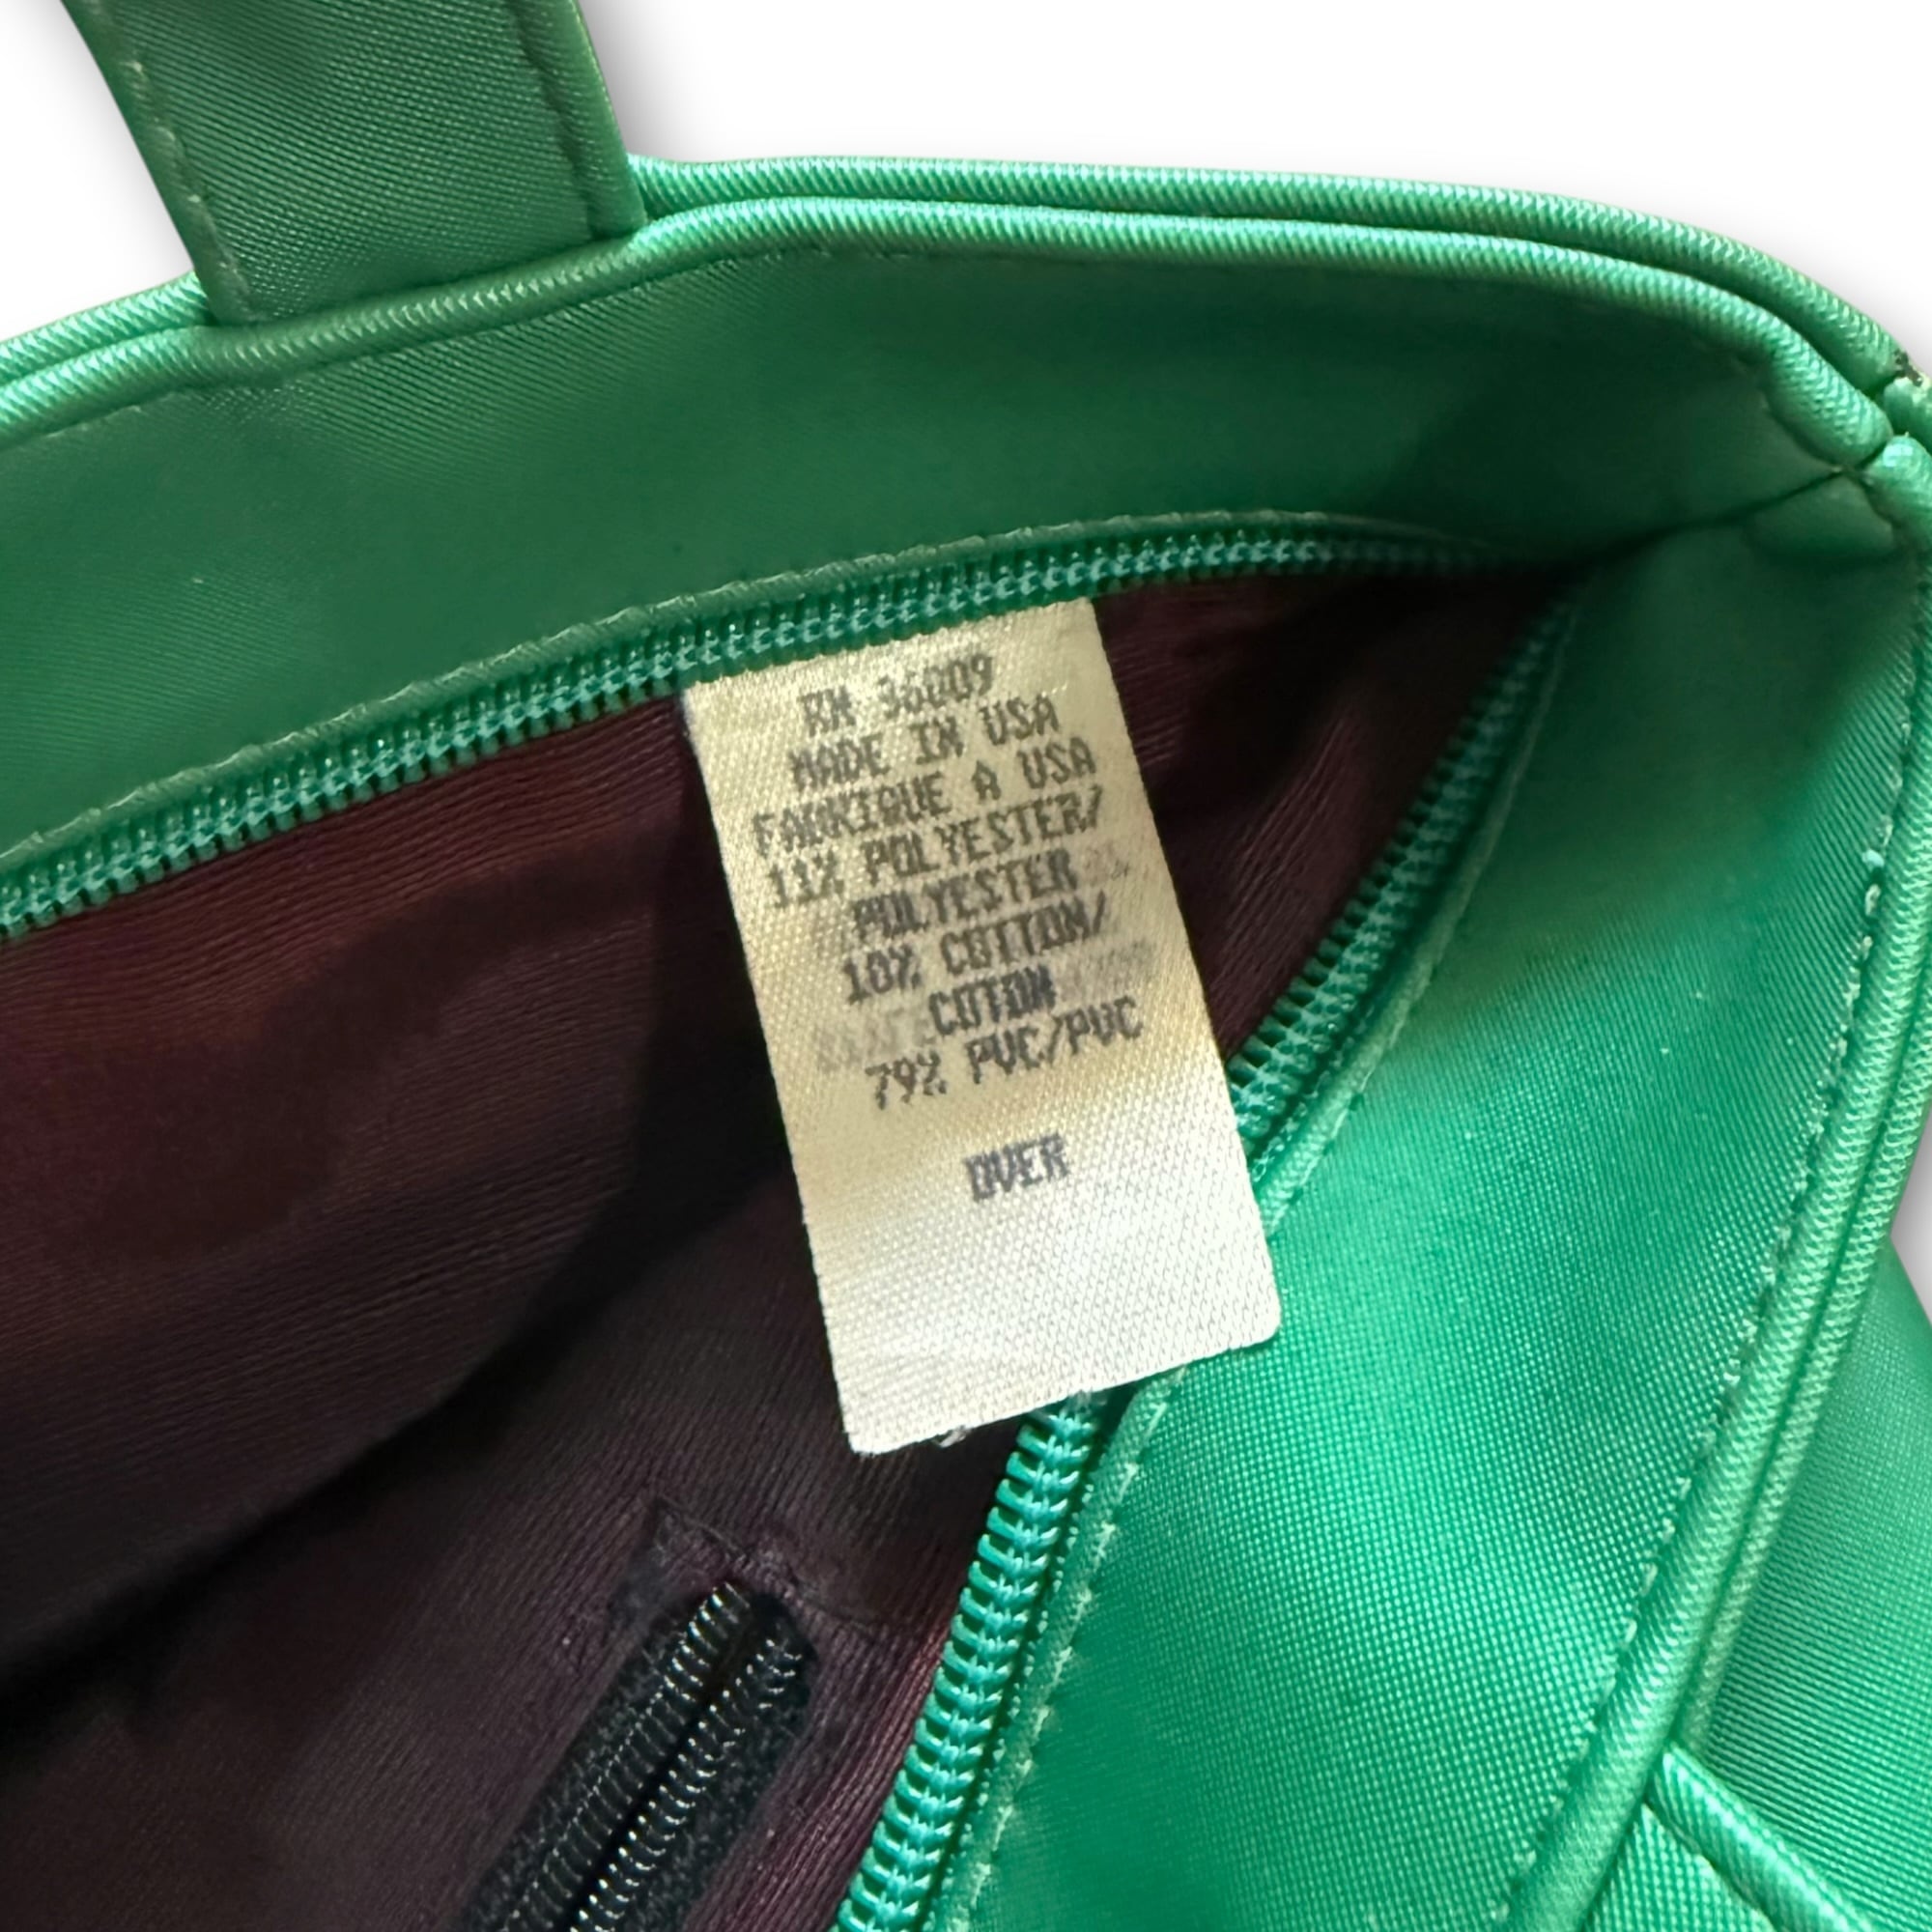 RN 36009
MADE IN USA
FABRIQUE A USA
11% POLYESTER/
POLYESTER
10% COTTON/
COTON
79% PVC/PVC
OVER